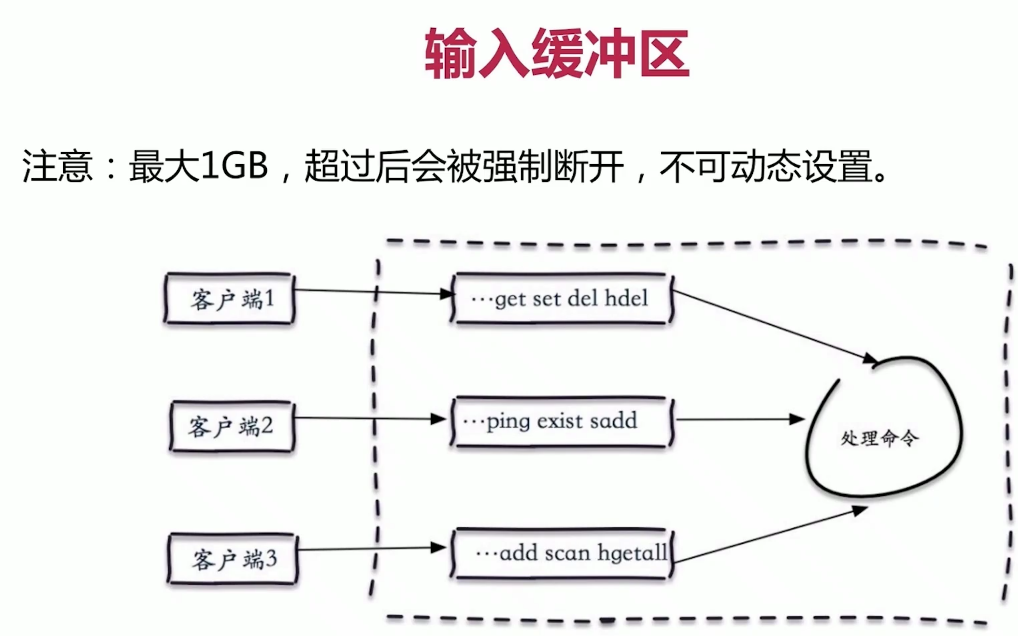 输入缓冲区
注意：最大1GB，超过后会被强制断开，不可动态设置。
客户端1
…get set del hdel
客户端2
…ping exist sadd
处理命令
客户端3
…add scan hgetall